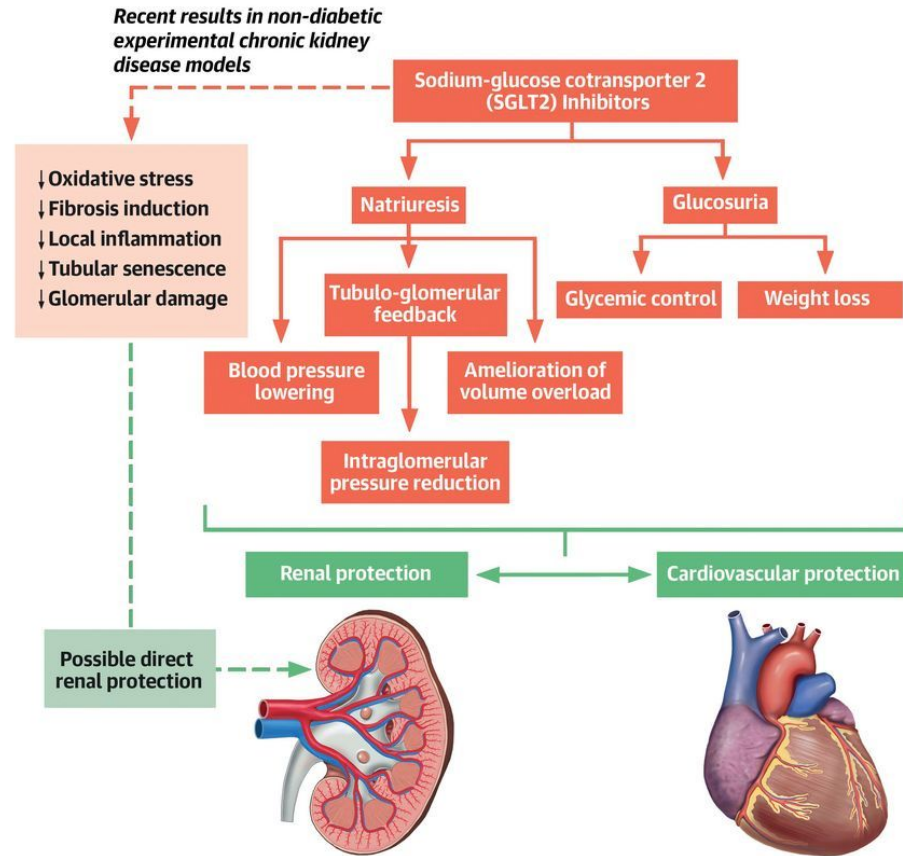 Recent results in non-diabetic
experimental chronic kidney
disease models
Sodium-glucose cotransporter 2
(SGLT2) Inhibitors
↓ Oxidative stress
↓ Fibrosis induction
↓ Local inflammation
↓ Tubular senescence
↓ Glomerular damage
Natriuresis
Glucosuria
Tubulo-glomerular
feedback
Glycemic control
Weight loss
Blood pressure
lowering
Amelioration of
volume overload
Intraglomerular
pressure reduction
Renal protection
Cardiovascular protection
Possible direct
renal protection